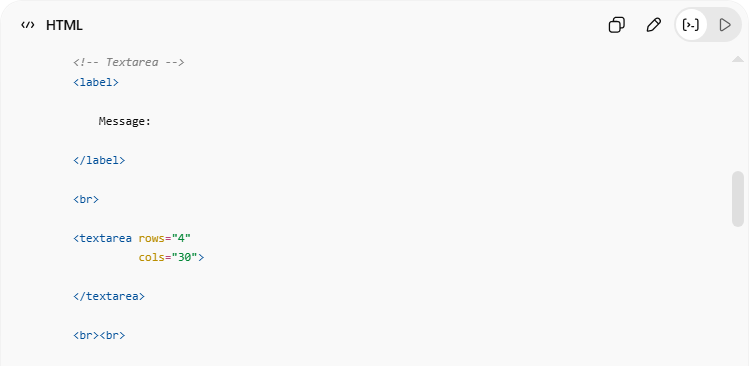 HTML
<!-- Textarea -->
<label>
Message:
</label>
<br>
<textarea rows="4"
cols="30">
</textarea>
<br><br>